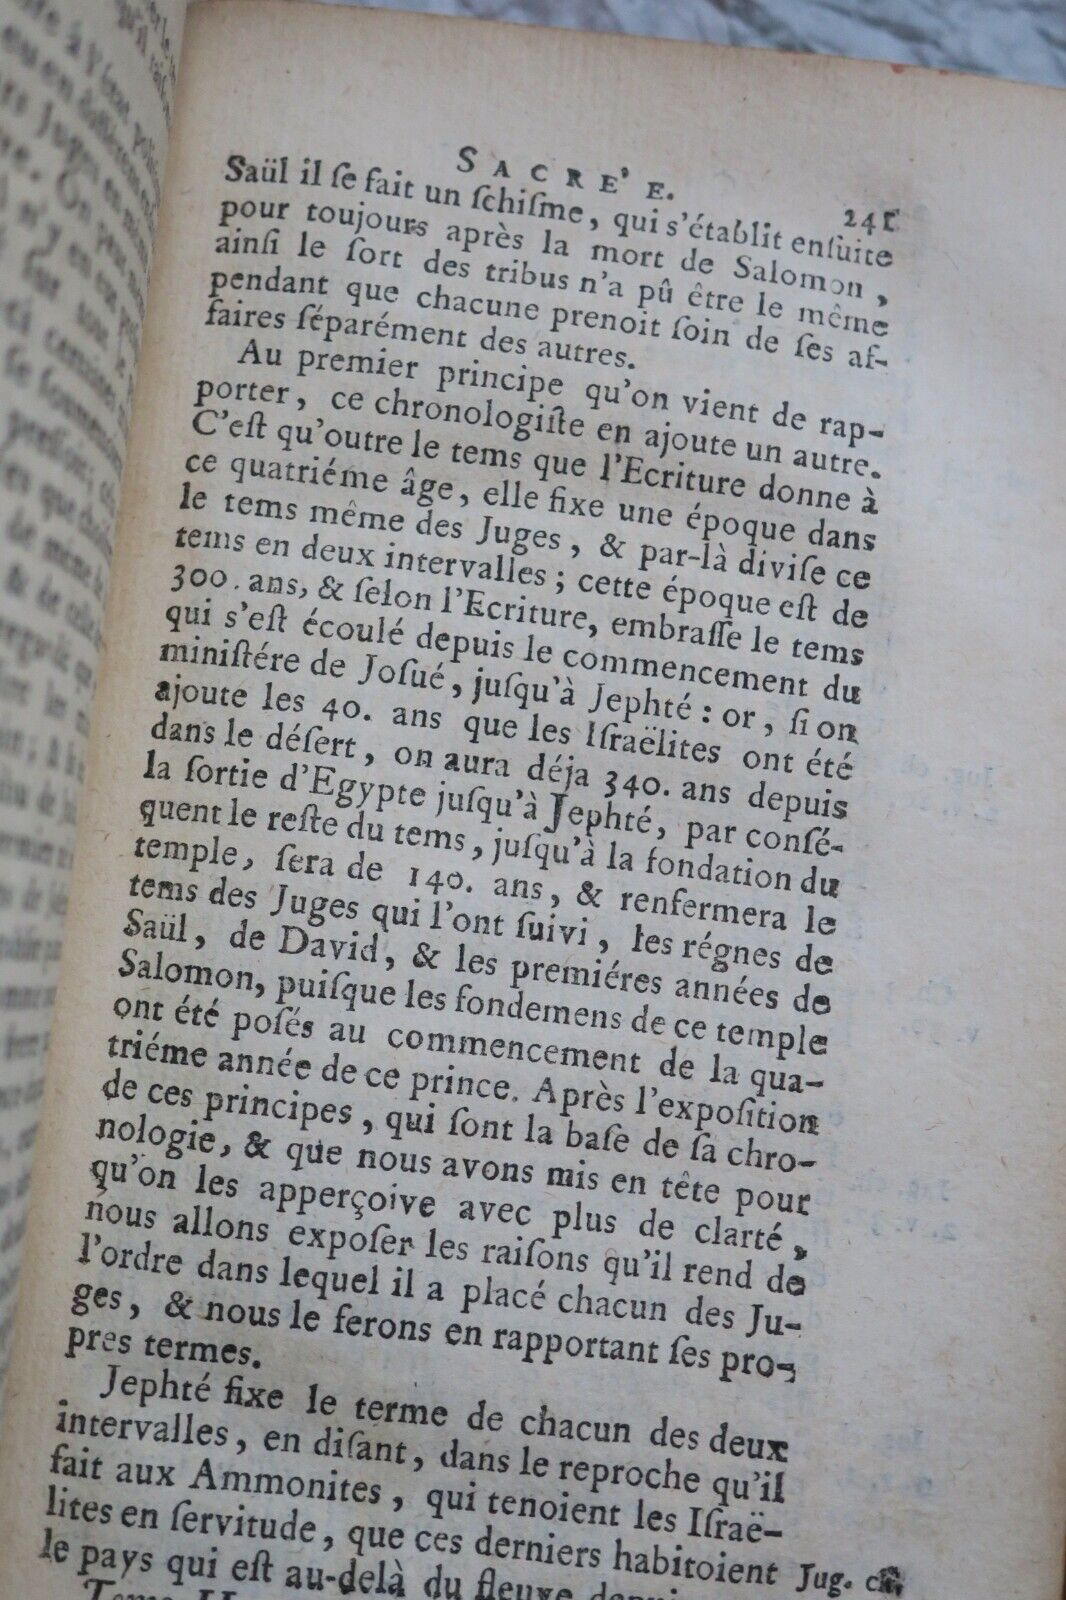 SACRE'E. 241
Saül il ſe fait un ſchiſme, qui s'établit enſuite
pour toujours après la mort de Salomon,
ainſi le ſort des tribus n'a pû être le même
pendant que chacune prenoit ſoin de ſes af-
faires ſéparément des autres.
Au premier principe qu'on vient de rap-
porter, ce chronologiſte en ajoute un autre.
C'eſt qu'outre le tems que l'Ecriture donne à
ce quatriéme âge, elle fixe une époque dans
le tems même des Juges, & par-là diviſe ce
tems en deux intervalles; cette époque eſt de
300. ans, & ſelon l'Ecriture, embraſſe le tems
qui s'eſt écoulé depuis le commencement du
miniſtére de Joſué, juſqu'à Jephté: or, ſi on
ajoute les 40. ans que les Iſraëlites ont été
dans le déſert, on aura déja 340. ans depuis
la ſortie d'Egypte juſqu'à Jephté, par conſé-
quent le reſte du tems, juſqu'à la fondation du
temple, ſera de 140. ans, & renfermera le
tems des Juges qui l'ont ſuivi, les régnes de
Saül, de David, & les premiéres années de
Salomon, puiſque les fondemens de ce temple
ont été poſés au commencement de la qua-
triéme année de ce prince. Après l'expoſition
de ces principes, qui ſont la baſe de ſa chro-
nologie, & que nous avons mis en tête pour
qu'on les apperçoive avec plus de clarté,
nous allons expoſer les raiſons qu'il rend de
l'ordre dans lequel il a placé chacun des Ju-
ges, & nous le ferons en rapportant ſes pro-
pres termes.
Jephté fixe le terme de chacun des deux
intervalles, en diſant, dans le reproche qu'il
fait aux Ammonites, qui tenoient les Iſraë-
lites en ſervitude, que ces derniers habitoient Jug. ch.
le pays qui eſt au-delà du fleuve
Tome II